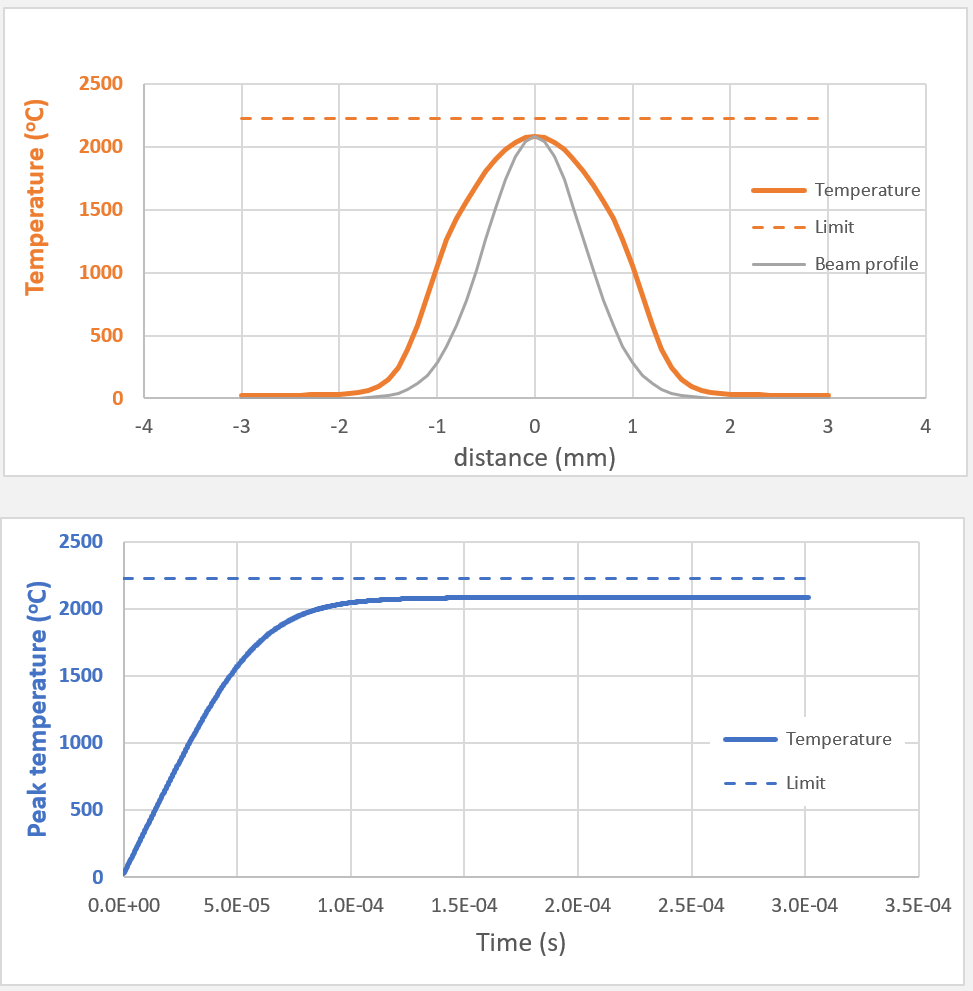 Temperature (ºC)
2500
2000
1500
1000
500
0
-4 -3 -2 -1 0 1 2 3 4
distance (mm)
Temperature
Limit
Beam profile
Peak temperature (ºC)
2500
2000
1500
1000
500
0
0.0E+00 5.0E-05 1.0E-04 1.5E-04 2.0E-04 2.5E-04 3.0E-04 3.5E-04
Time (s)
Temperature
Limit